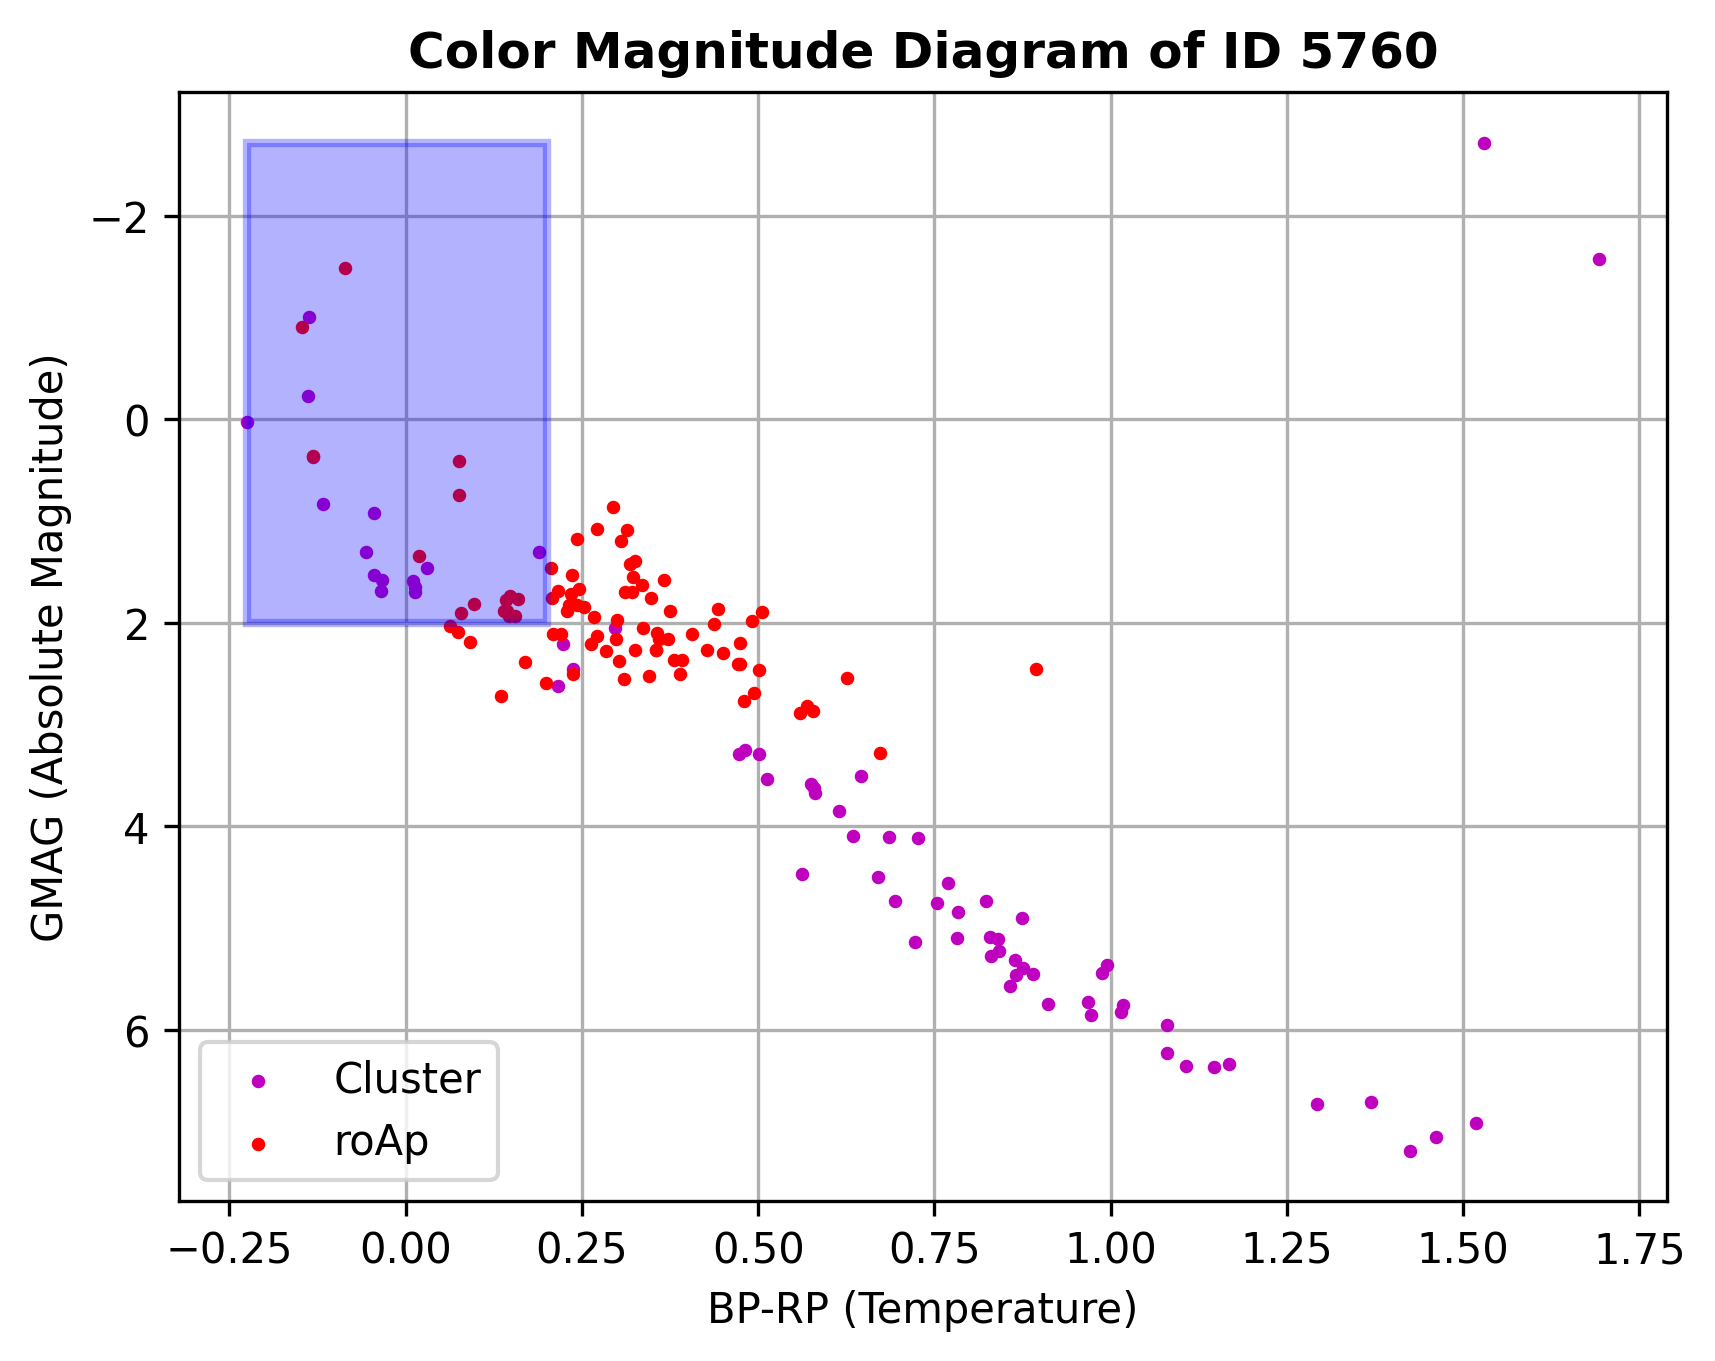 Color Magnitude Diagram of ID 5760
GMAG (Absolute Magnitude)
−2
0
2
4
6
Cluster
roAp
−0.25 0.00 0.25 0.50 0.75 1.00 1.25 1.50 1.75
BP-RP (Temperature)